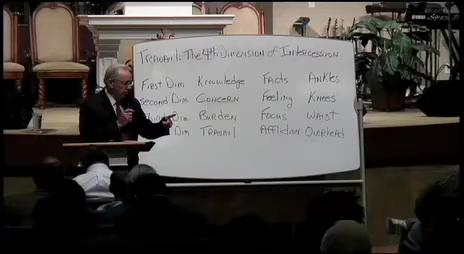 TRAVAIL: THE 4th DIMENSION OF INTERCESSION
FIRST DIM KNOWLEDGE FACTS ANKLES
SECOND DIM CONCERN FEELING KNEES
DIM BURDEN FOCUS WAIST
DIM TRAVAIL AFFLICTION OVERHEAD